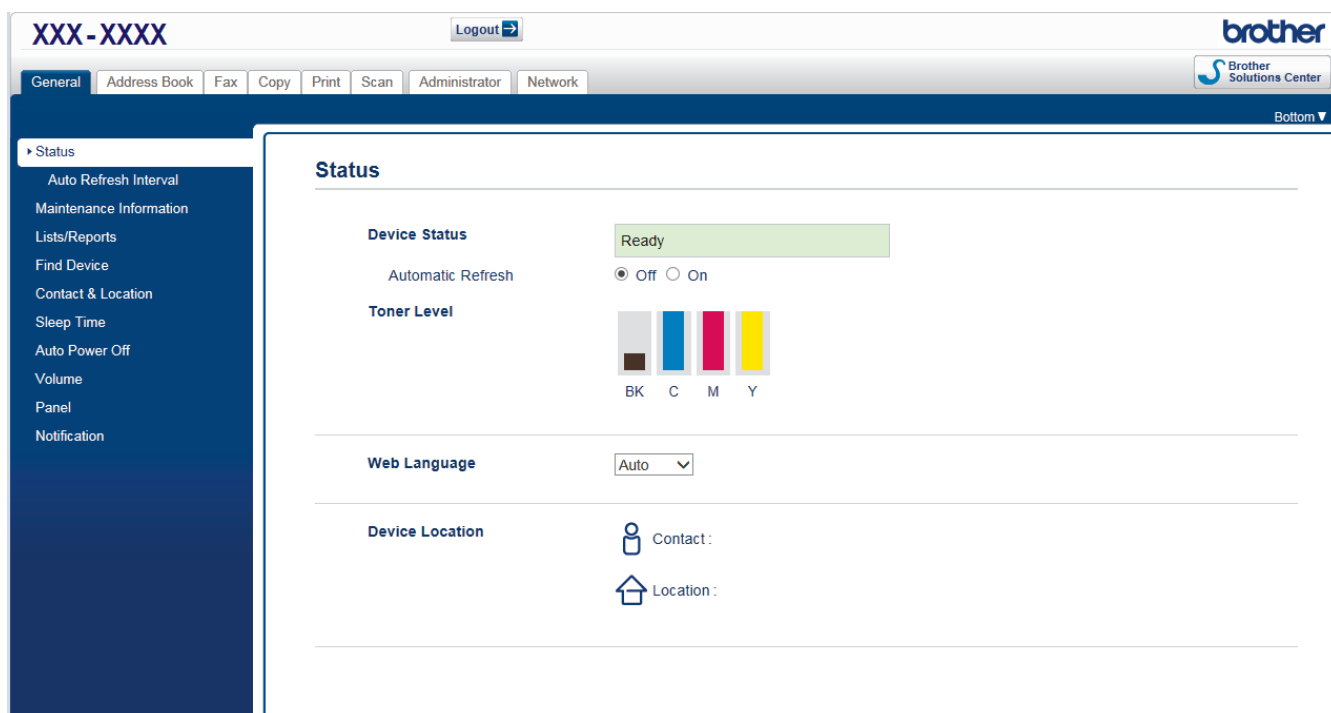 XXX-XXXX
Logout
brother
General Address Book Fax Copy Print Scan Administrator Network
Brother
Solutions Center
Bottom▼
Status
Auto Refresh Interval
Maintenance Information
Lists/Reports
Find Device
Contact & Location
Sleep Time
Auto Power Off
Volume
Panel
Notification
Status
Device Status Ready
Automatic Refresh Off On
Toner Level
BK C M Y
Web Language Auto
Device Location Contact :
Location :